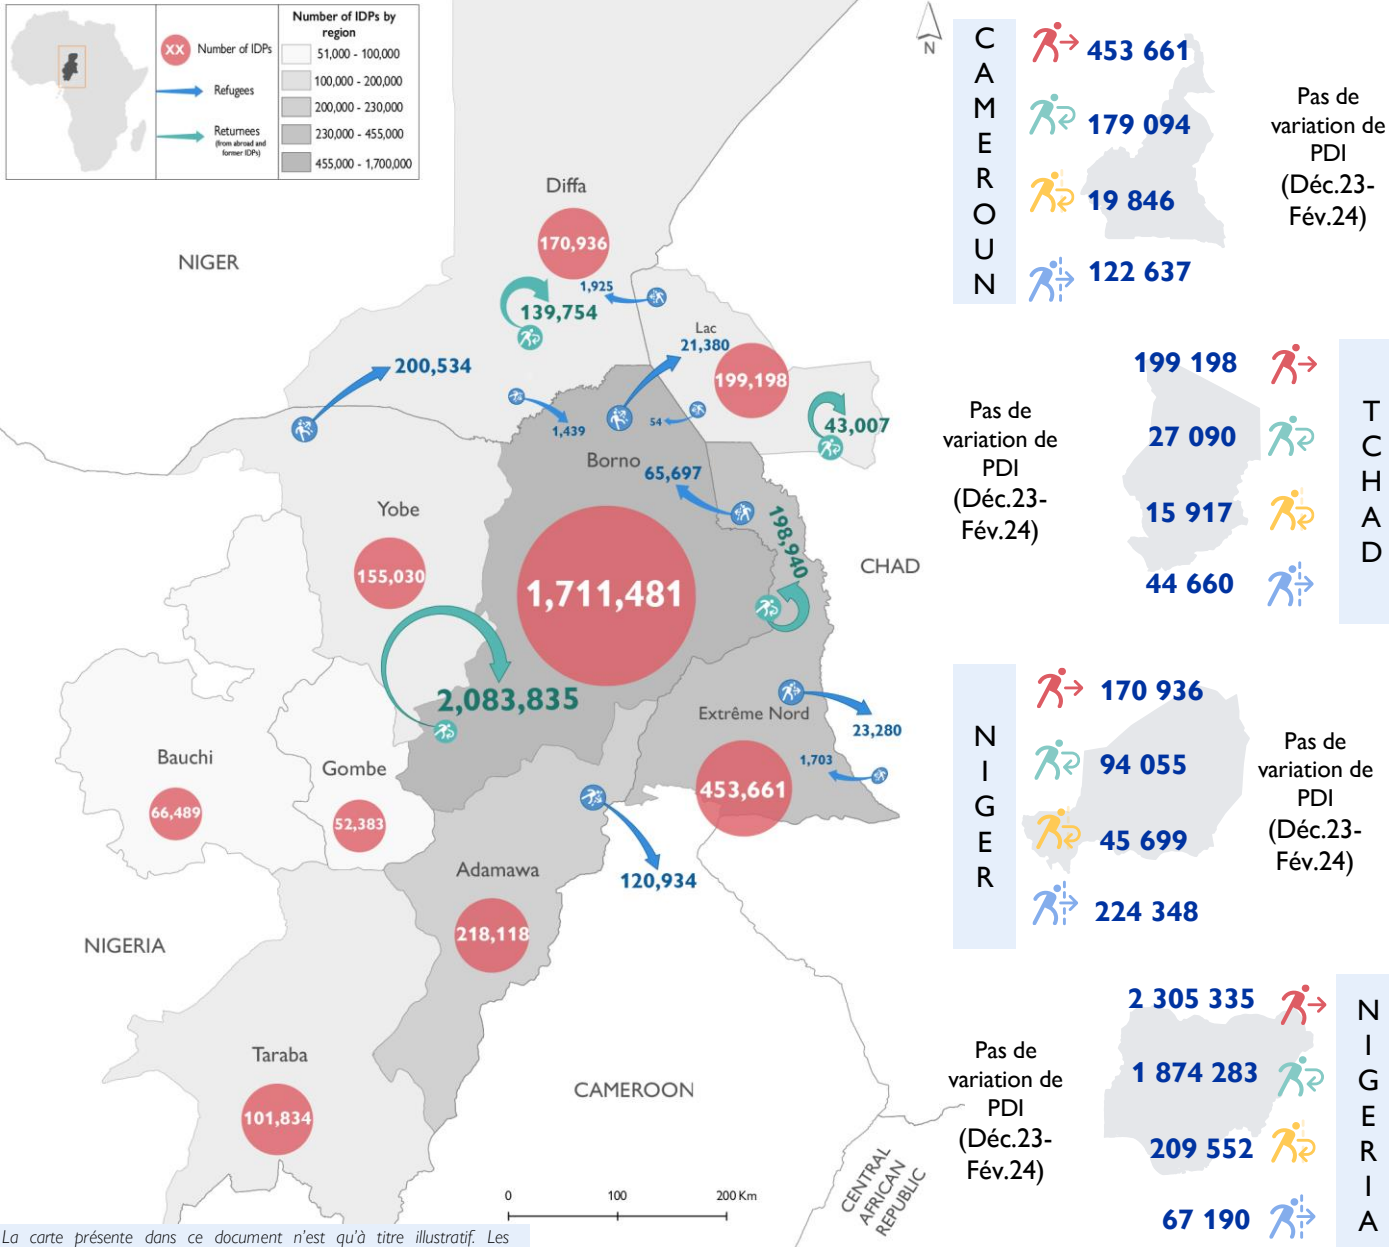 XX
Number of IDPs
Refugees
Returnees
(from abroad and
former IDPs)
Number of IDPs by
region
51,000 - 100,000
100,000 - 200,000
200,000 - 230,000
230,000 - 455,000
455,000 - 1,700,000
N
Diffa
170,936
NIGER
1,925
139,754
Lac
21,380
199,198
200,534
1,439
54
43,007
Borno
65,697
Yobe
198,940
155,030
CHAD
1,711,481
2,083,835
Extrême Nord
23,280
Bauchi
Gombe
1,703
453,661
66,489
52,383
Adamawa
120,934
218,118
NIGERIA
Taraba
CAMEROON
101,834
CENTRAL
AFRICAN
REPUBLIC
0 100 200 Km
La carte présente dans ce document n'est qu'à titre illustratif. Les
CAMEROUN
453 661
179 094
19 846
122 637
Pas de
variation de
PDI
(Déc.23-
Fév.24)
TCHAD
199 198
27 090
15 917
44 660
Pas de
variation de
PDI
(Déc.23-
Fév.24)
NIGER
170 936
94 055
45 699
224 348
Pas de
variation de
PDI
(Déc.23-
Fév.24)
NIGERIA
2 305 335
1 874 283
209 552
67 190
Pas de
variation de
PDI
(Déc.23-
Fév.24)